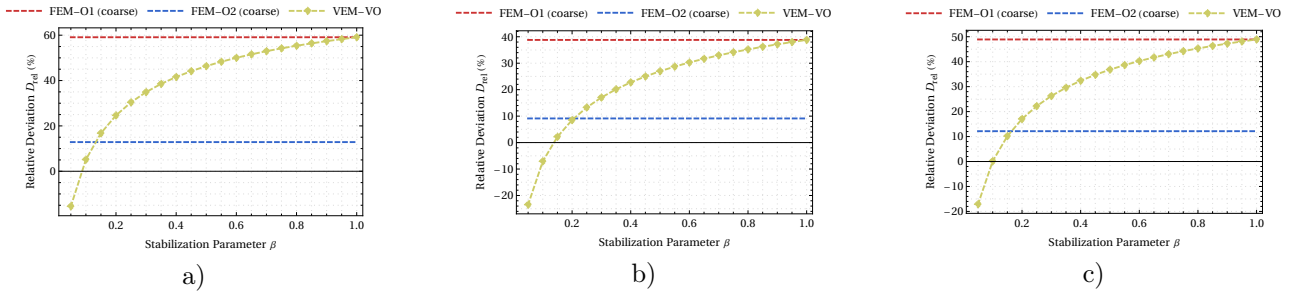 FEM−O1 (coarse) FEM−O2 (coarse) VEM−VO
Relative Deviation D_rel (%)
60
40
20
0
0.2 0.4 0.6 0.8 1.0
Stabilization Parameter β
a)
FEM−O1 (coarse) FEM−O2 (coarse) VEM−VO
Relative Deviation D_rel (%)
40
30
20
10
0
−10
−20
0.2 0.4 0.6 0.8 1.0
Stabilization Parameter β
b)
FEM−O1 (coarse) FEM−O2 (coarse) VEM−VO
Relative Deviation D_rel (%)
50
40
30
20
10
0
−10
−20
0.2 0.4 0.6 0.8 1.0
Stabilization Parameter β
c)